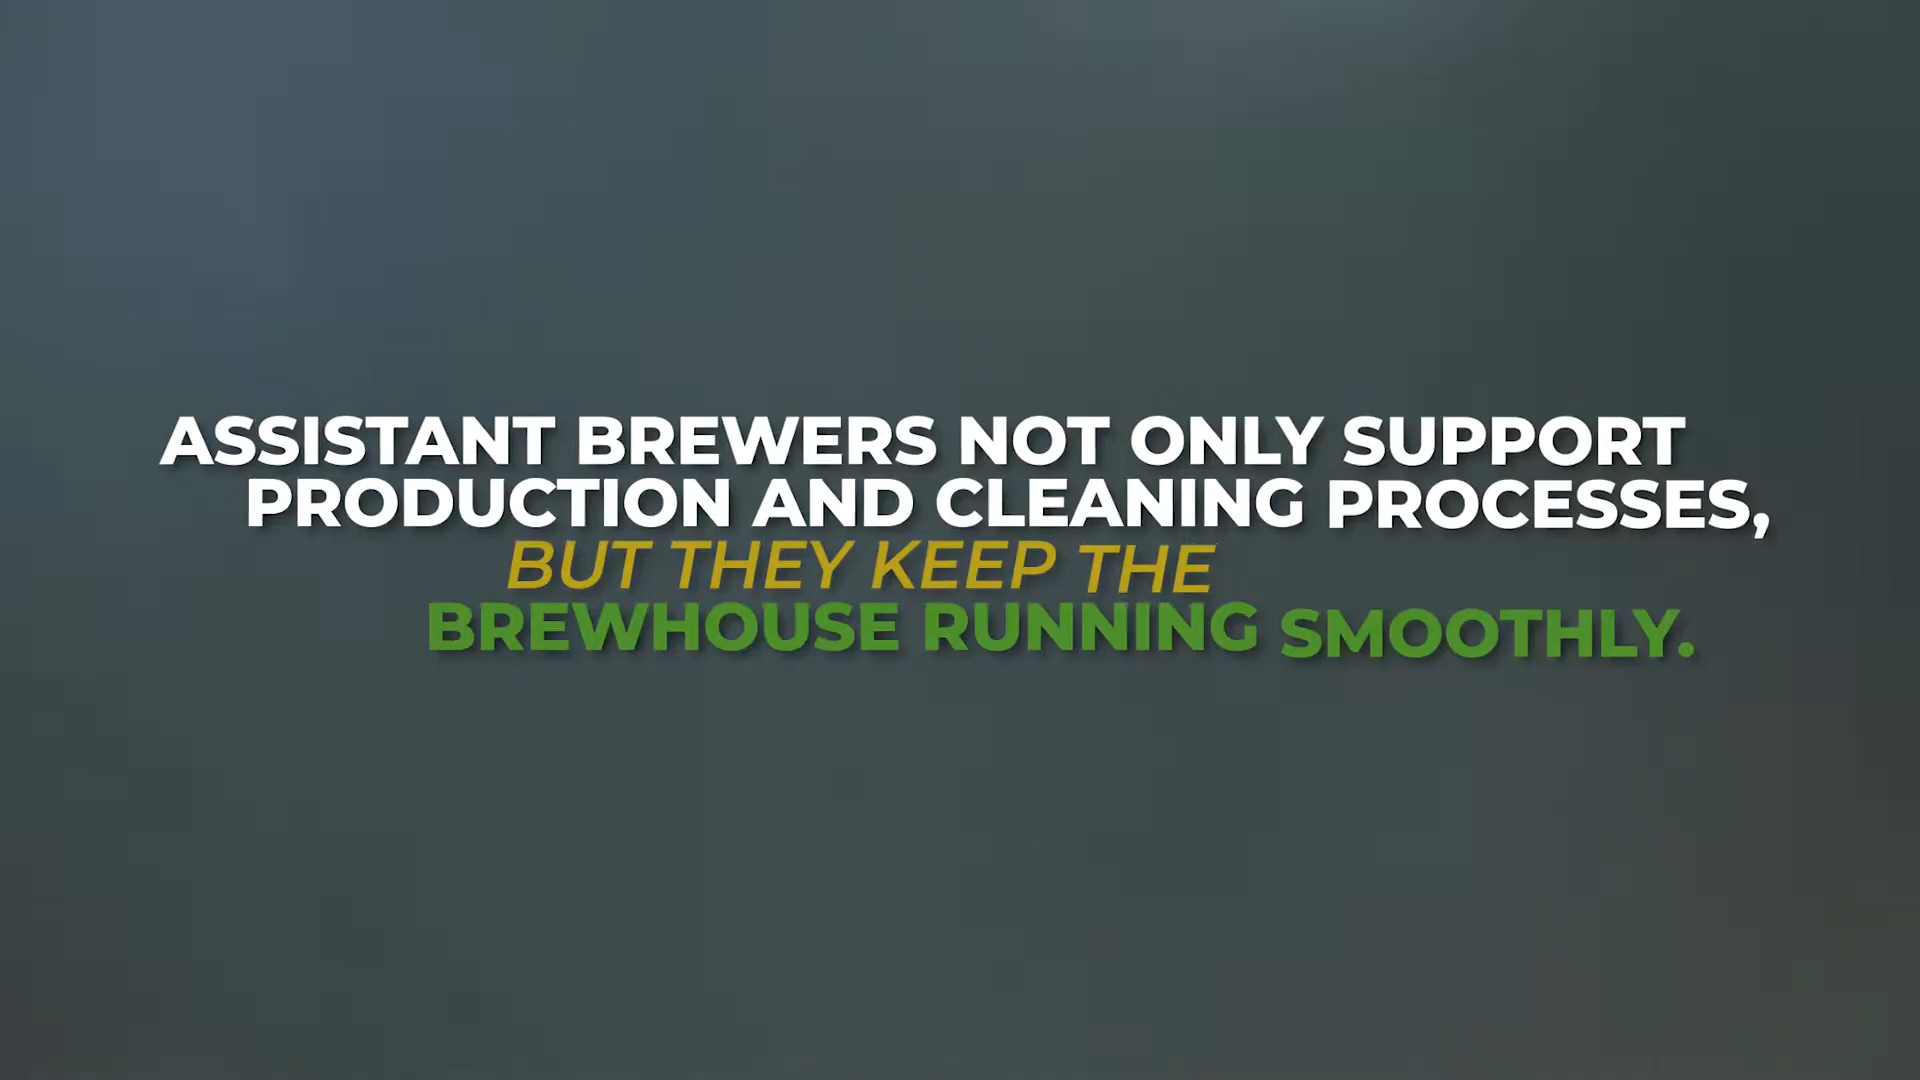 ASSISTANT BREWERS NOT ONLY SUPPORT
PRODUCTION AND CLEANING PROCESSES,
BUT THEY KEEP THE
BREWHOUSE RUNNING SMOOTHLY.